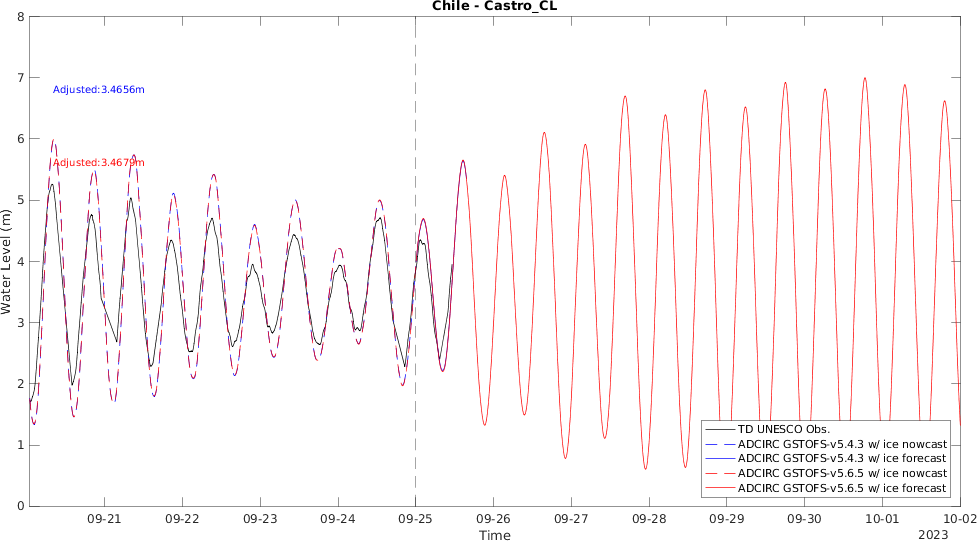 Chile - Castro_CL
8
7
6
5
4
3
2
1
0
Water Level (m)
Adjusted:3.4656m
Adjusted:3.4679m
TD UNESCO Obs.
ADCIRC GSTOFS-v5.4.3 w/ ice nowcast
ADCIRC GSTOFS-v5.4.3 w/ ice forecast
ADCIRC GSTOFS-v5.6.5 w/ ice nowcast
ADCIRC GSTOFS-v5.6.5 w/ ice forecast
09-21 09-22 09-23 09-24 09-25 09-26 09-27 09-28 09-29 09-30 10-01 10-02
Time
2023